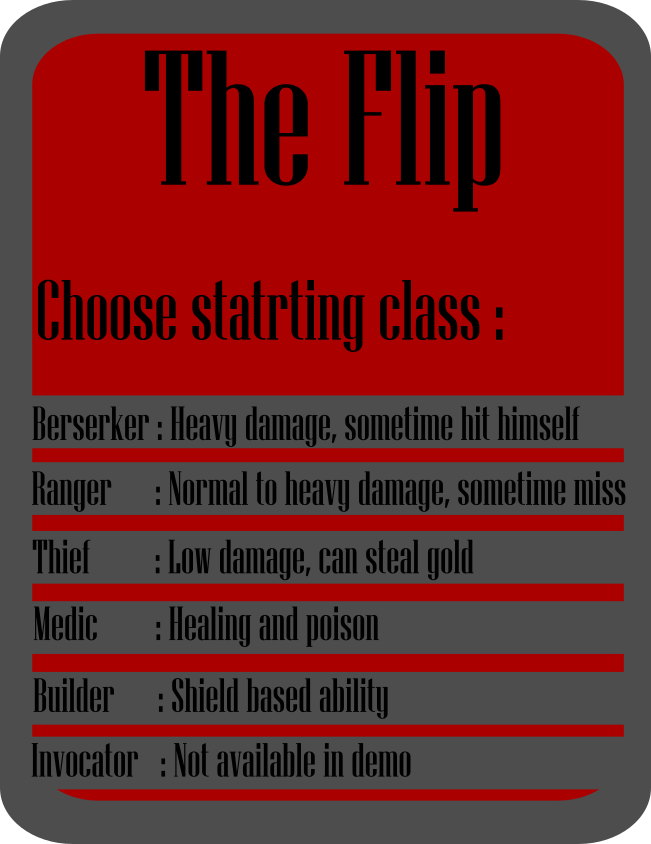 The Flip
Choose statrting class :
Berserker : Heavy damage, sometime hit himself
Ranger : Normal to heavy damage, sometime miss
Thief : Low damage, can steal gold
Medic : Healing and poison
Builder : Shield based ability
Invocator : Not available in demo